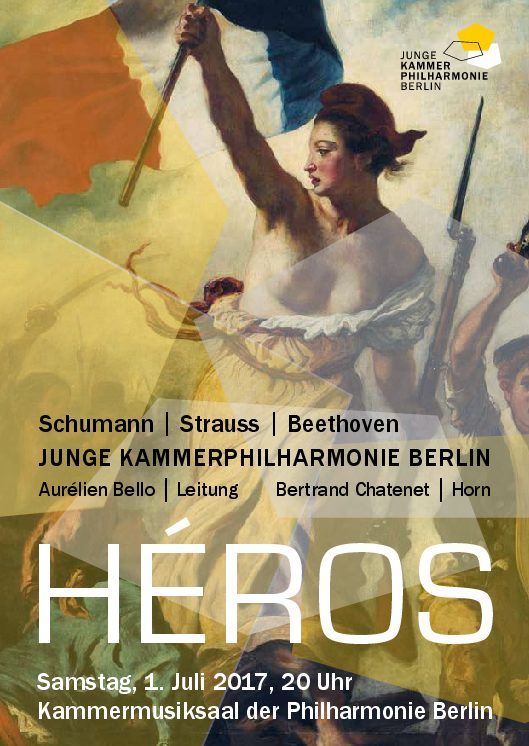 JUNGE
KAMMER
PHILHARMONIE
BERLIN
Schumann | Strauss | Beethoven
JUNGE KAMMERPHILHARMONIE BERLIN
Aurélien Bello | Leitung Bertrand Chatenet | Horn
HÉROS
Samstag, 1. Juli 2017, 20 Uhr
Kammermusiksaal der Philharmonie Berlin